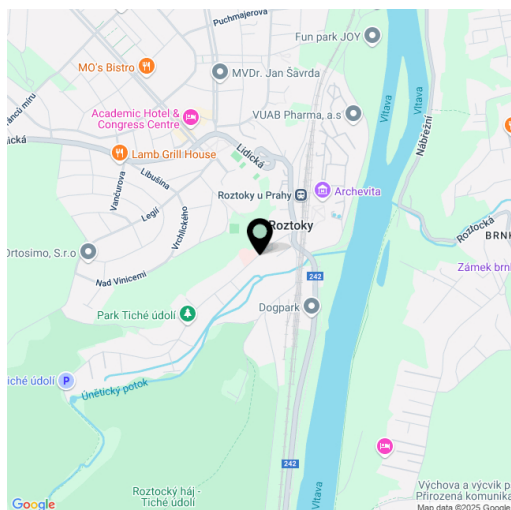 Puchmajerova
Fun park JOY
MO's Bistro
MVDr. Jan Šavrda
Vltava
Vltava
Nábřežní
Academic Hotel &
Congress Centre
VUAB Pharma, a.s
Lidická
Lamb Grill House
Libušina
Vančurova
Legií
Vrchlického
Roztoky u Prahy
Archevita
Roztoky
Roztocká
BRNK
Ortosimo, S.r.o
Nad Vinicemi
242
Zámek brn
Park Tiché údolí
Dogpark
Tiché údolí
P
Únětický potok
242
Roztocký háj -
Tiché údolí
Vltava
Výchova a výcvik p
Přirozená komunika
Google
Map data ©2025 Google